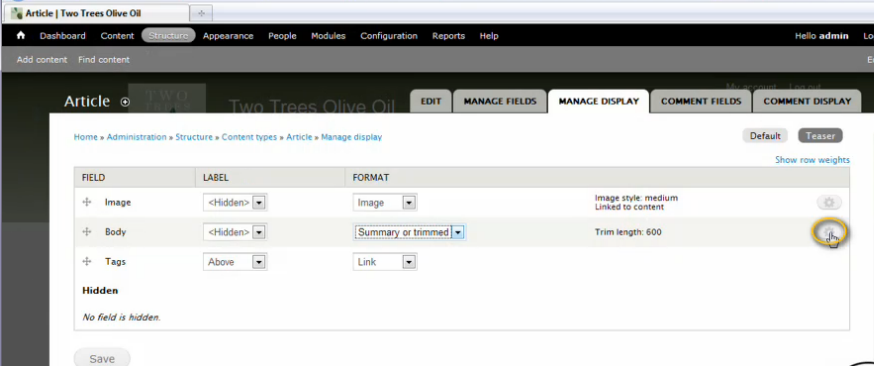 Article | Two Trees Olive Oil
Dashboard Content Structure Appearance People Modules Configuration Reports Help Hello admin Lo
Add content Find content E
My account Log out
TWO
Article Two Trees Olive Oil EDIT MANAGE FIELDS MANAGE DISPLAY COMMENT FIELDS COMMENT DISPLAY
Home » Administration » Structure » Content types » Article » Manage display Default Teaser
Show row weights
FIELD LABEL FORMAT
Image <Hidden> Image Image style: medium
Linked to content
Body <Hidden> Summary or trimmed Trim length: 600
Tags Above Link
Hidden
No field is hidden.
Save